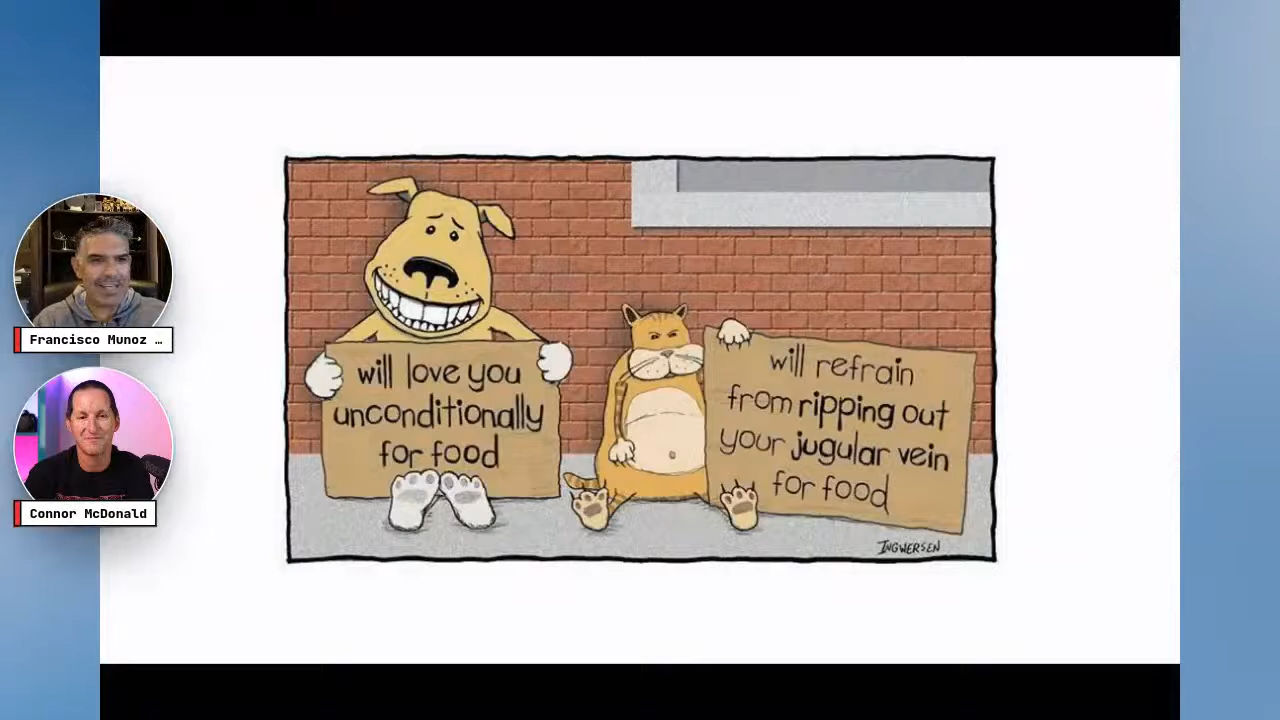 Francisco Munoz …
Connor McDonald
will love you
unconditionally
for food
will refrain
from ripping out
your jugular vein
for food
INGWERSEN